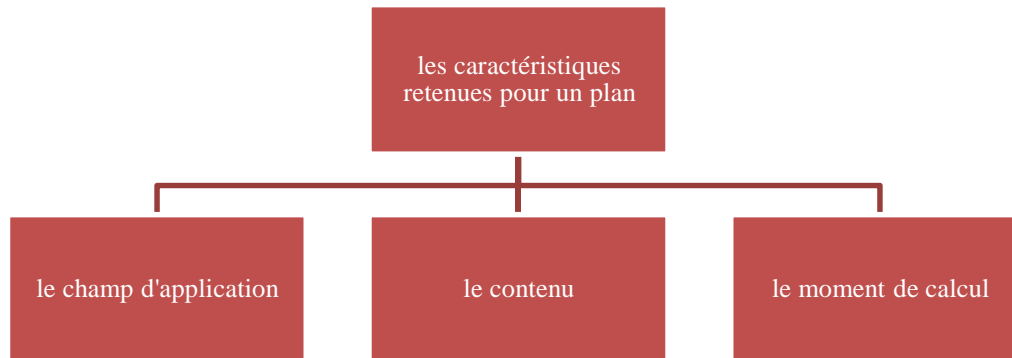 les caractéristiques
retenues pour un plan
le champ d'application
le contenu
le moment de calcul